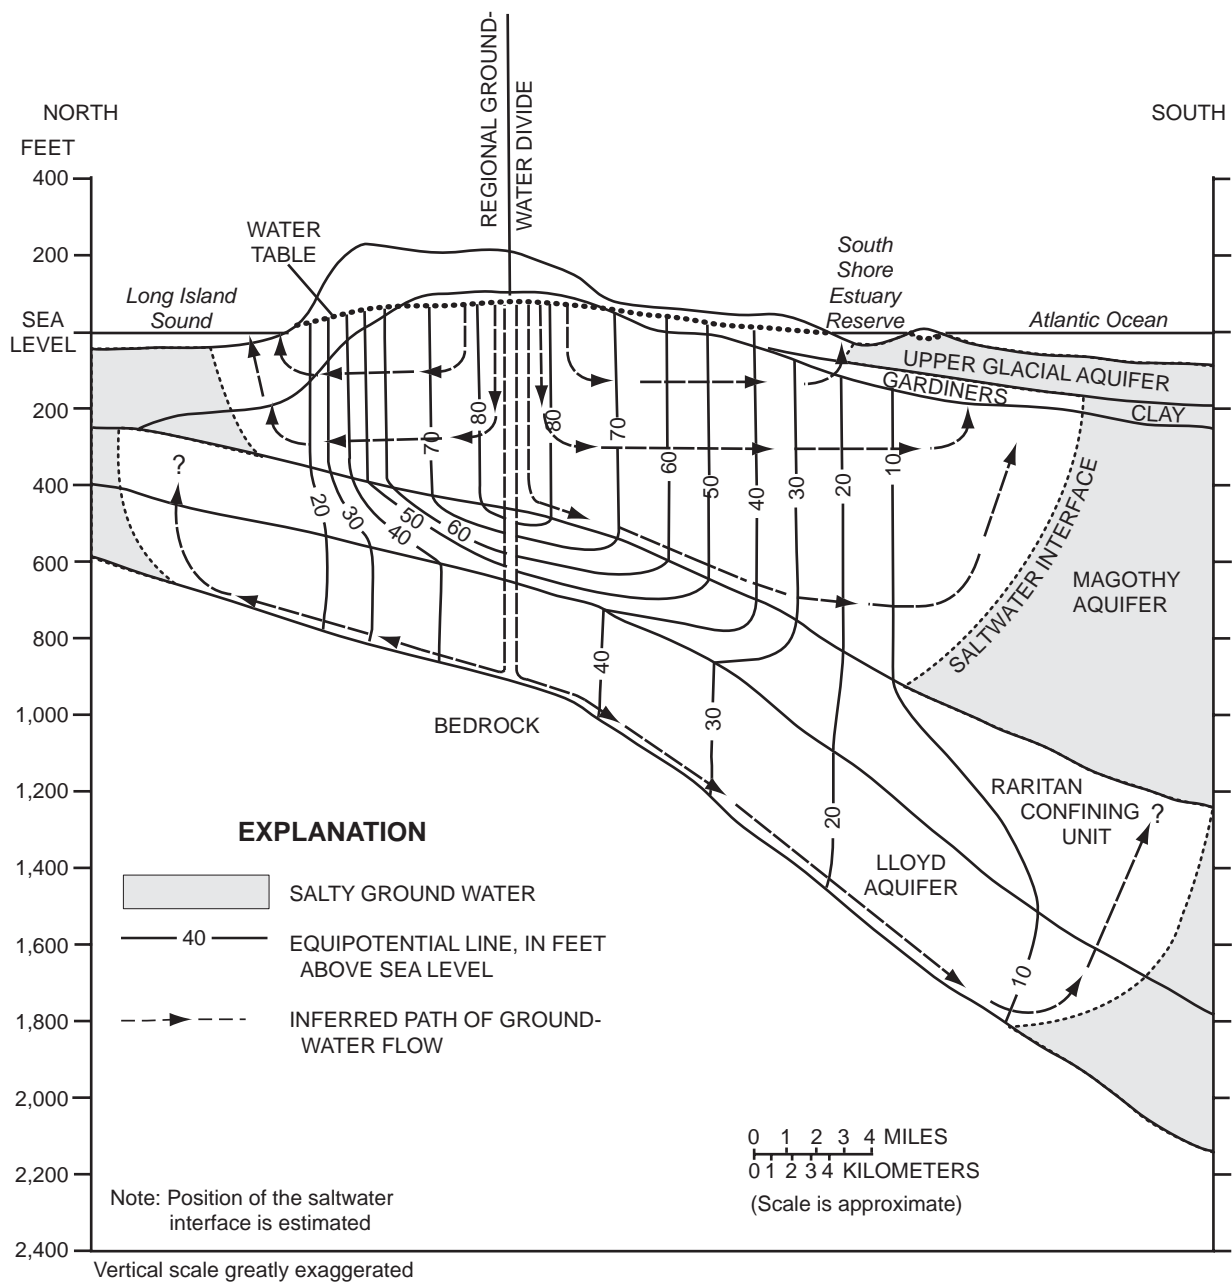 REGIONAL GROUND-
WATER DIVIDE
NORTH
SOUTH
FEET
400
200
SEA
LEVEL
200
400
600
800
1,000
1,200
1,400
1,600
1,800
2,000
2,200
2,400
WATER
TABLE
Long Island
Sound
South
Shore
Estuary
Reserve
Atlantic Ocean
UPPER GLACIAL AQUIFER
GARDINERS
CLAY
80
80
70
70
60
50
40
30
20
10
?
20
30
50
40
60
SALTWATER INTERFACE
MAGOTHY
AQUIFER
40
30
20
10
BEDROCK
RARITAN
CONFINING
UNIT
?
LLOYD
AQUIFER
EXPLANATION
SALTY GROUND WATER
40
EQUIPOTENTIAL LINE, IN FEET
ABOVE SEA LEVEL
INFERRED PATH OF GROUND-
WATER FLOW
0 1 2 3 4 MILES
0 1 2 3 4 KILOMETERS
(Scale is approximate)
Note: Position of the saltwater
interface is estimated
Vertical scale greatly exaggerated